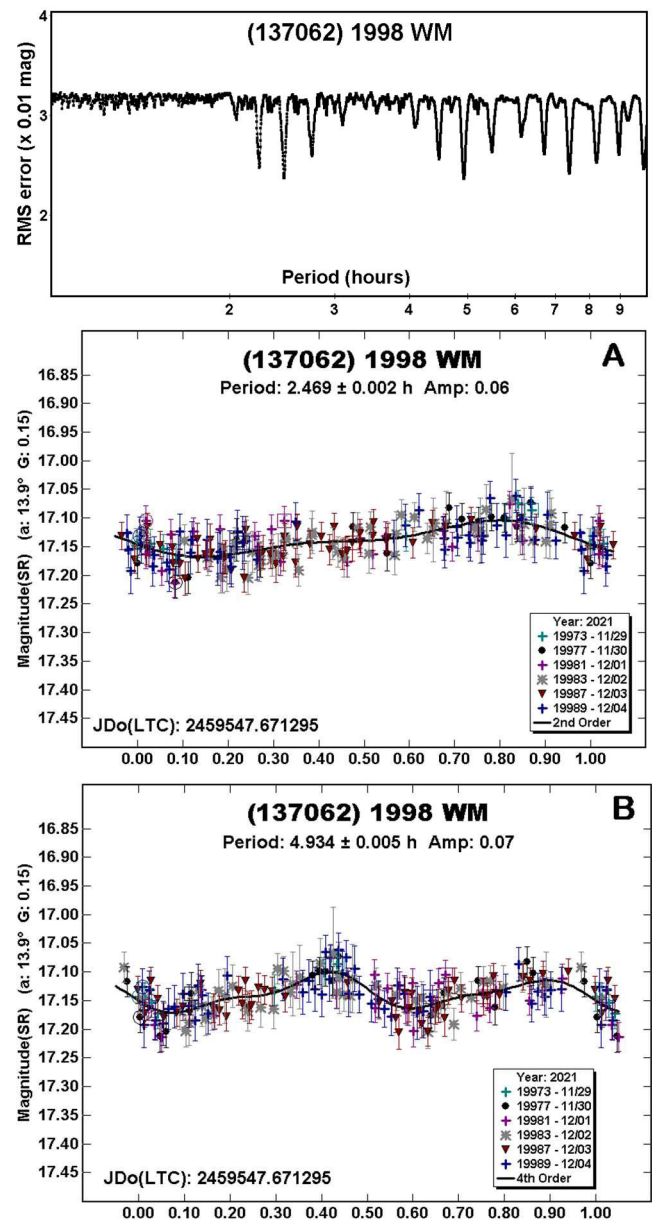 (137062) 1998 WM
4
3
2
RMS error (x 0.01 mag)
Period (hours)
2 3 4 5 6 7 8 9
(137062) 1998 WM
A
Period: 2.469 ± 0.002 h Amp: 0.06
16.85
16.90
16.95
17.00
17.05
17.10
17.15
17.20
17.25
17.30
17.35
17.40
17.45
Magnitude(SR) (a: 13.9° G: 0.15)
Year: 2021
19973 - 11/29
19977 - 11/30
19981 - 12/01
19983 - 12/02
19987 - 12/03
19989 - 12/04
2nd Order
JDo(LTC): 2459547.671295
0.00 0.10 0.20 0.30 0.40 0.50 0.60 0.70 0.80 0.90 1.00
(137062) 1998 WM
B
Period: 4.934 ± 0.005 h Amp: 0.07
16.85
16.90
16.95
17.00
17.05
17.10
17.15
17.20
17.25
17.30
17.35
17.40
17.45
Magnitude(SR) (a: 13.9° G: 0.15)
Year: 2021
19973 - 11/29
19977 - 11/30
19981 - 12/01
19983 - 12/02
19987 - 12/03
19989 - 12/04
4th Order
JDo(LTC): 2459547.671295
0.00 0.10 0.20 0.30 0.40 0.50 0.60 0.70 0.80 0.90 1.00